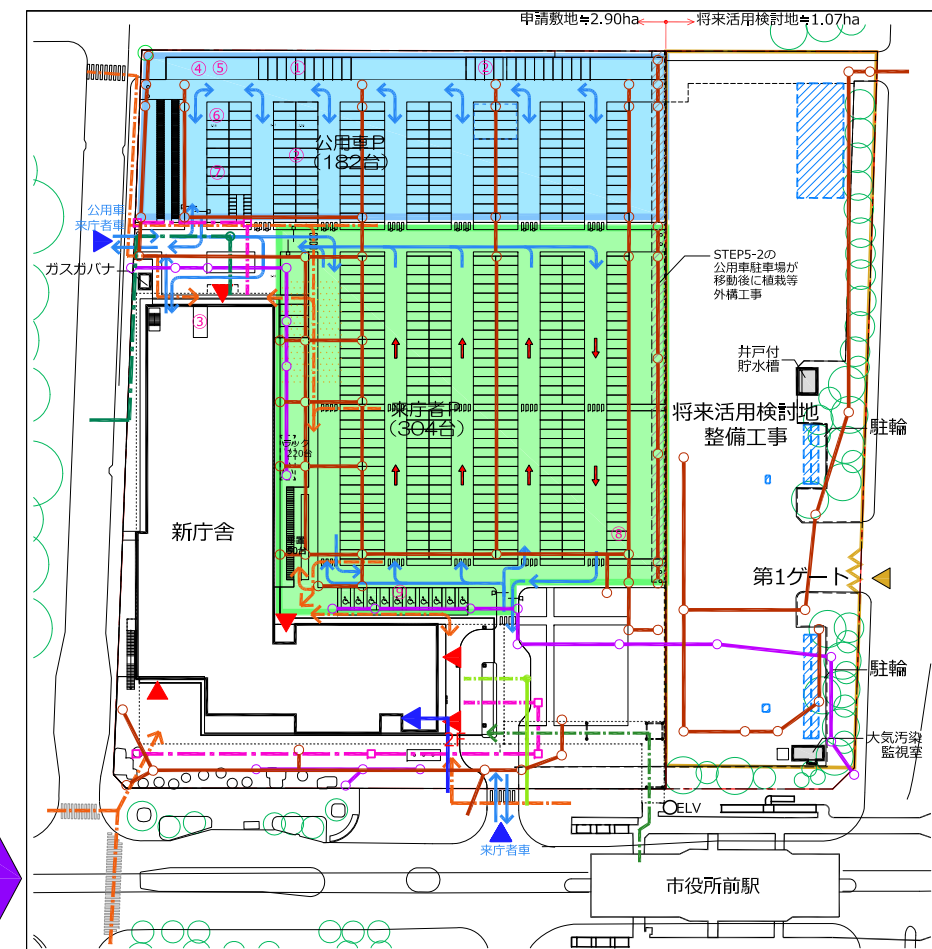 申請敷地≒2.90ha
将来活用検討地≒1.07ha
④ ⑤
①
②
⑥
公用車P
(182台)
②
⑦
公用車
来庁者車
ガスガバナ
STEP5-2の
公用車駐車場が
移動後に植栽等
外構工事
③
井戸付
貯水槽
来庁者P
(304台)
将来活用検討地
整備工事
駐輪
220台
新庁舎
⑧
第1ゲート
駐輪
大気汚染
監視室
ELV
来庁者車
市役所前駅